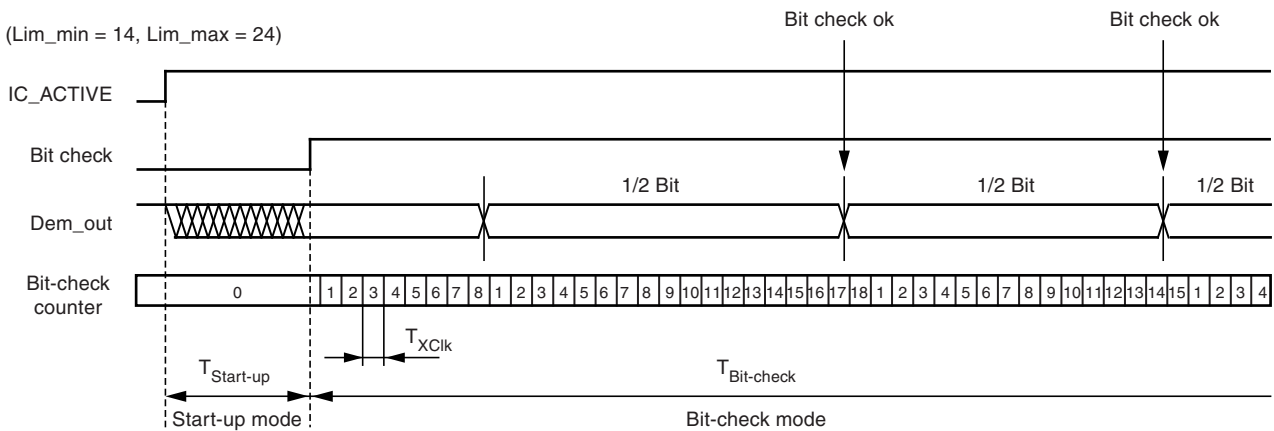 Bit check ok Bit check ok
(Lim_min = 14, Lim_max = 24)
IC_ACTIVE
Bit check
1/2 Bit 1/2 Bit 1/2 Bit
Dem_out
Bit-check
counter
0 1 2 3 4 5 6 7 8 1 2 3 4 5 6 7 8 9 10 11 12 13 14 15 16 17 18 1 2 3 4 5 6 7 8 9 10 11 12 13 14 15 1 2 3 4
TXClk
TStart-up TBit-check
Start-up mode Bit-check mode